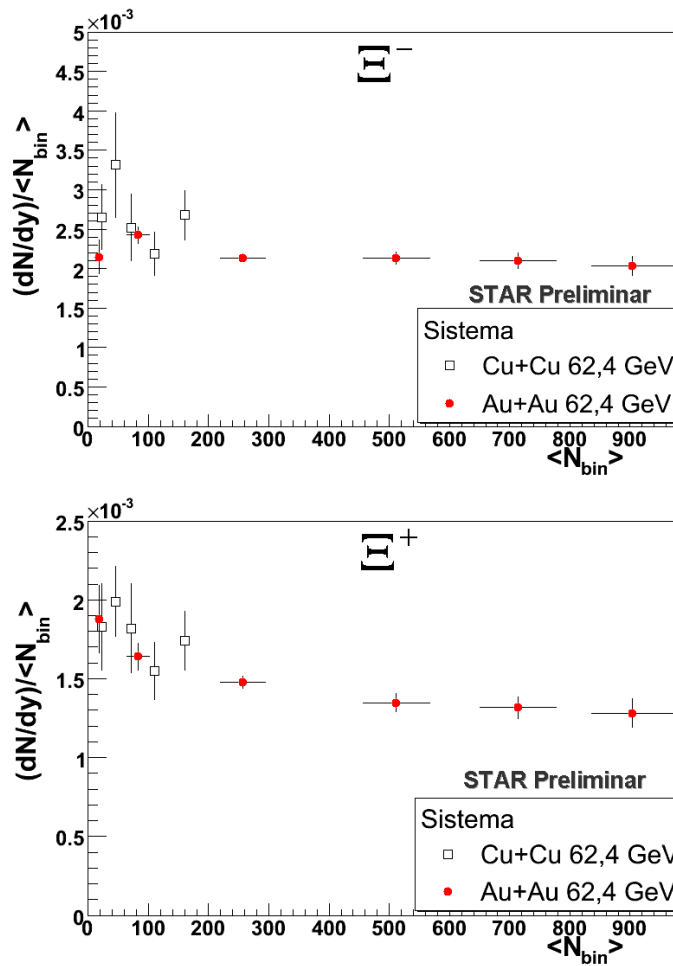 ×10⁻³
5
4.5
4
3.5
3
2.5
2
1.5
1
0.5
0
(dN/dy)/<N_bin>
Ξ⁻
STAR Preliminar
Sistema
Cu+Cu 62,4 GeV
Au+Au 62,4 GeV
0 100 200 300 400 500 600 700 800 900
<N_bin>
×10⁻³
2.5
2
1.5
1
0.5
0
(dN/dy)/<N_bin>
Ξ⁺
STAR Preliminar
Sistema
Cu+Cu 62,4 GeV
Au+Au 62,4 GeV
0 100 200 300 400 500 600 700 800 900
<N_bin>